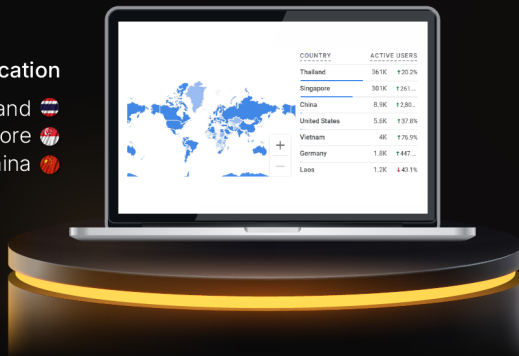 cation
and
ore
ina
COUNTRY ACTIVE USERS
Thailand 361K ↑20.2%
Singapore 301K ↑261...
China 8.9K ↑2,80...
United States 5.6K ↑37.8%
Vietnam 4K ↑76.9%
Germany 1.8K ↑447...
Laos 1.2K ↓43.1%
+
−